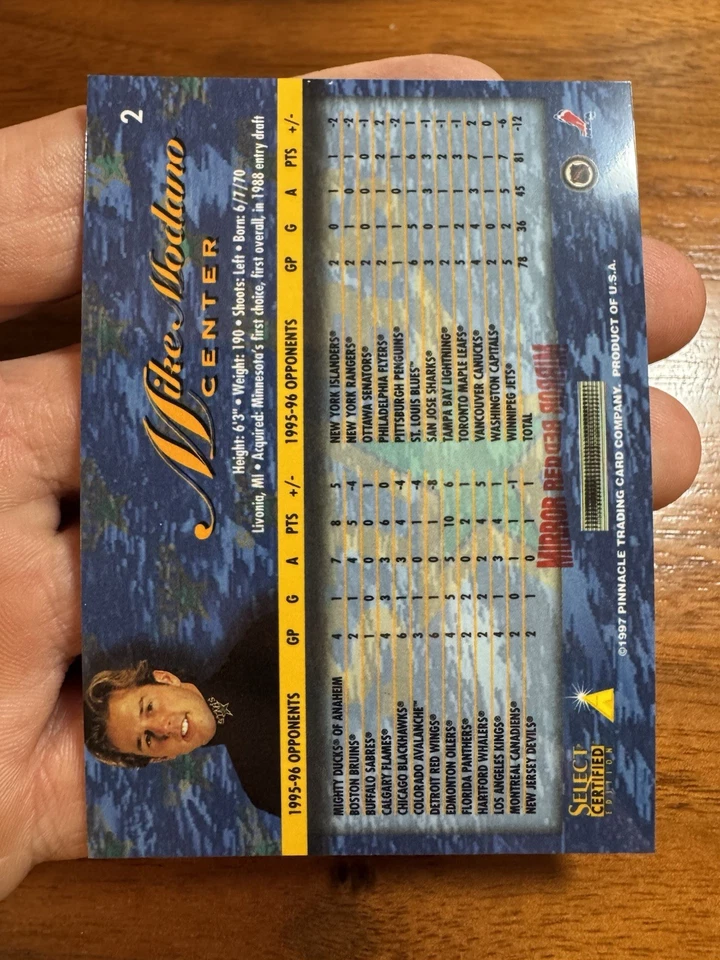 2
Mike Modano
CENTER
Height: 6'3" • Weight: 190 • Shoots: Left • Born: 6/7/70
Livonia, MI • Acquired: Minnesota's first choice, first overall, in 1988 entry draft
STARS
1995-96 OPPONENTS GP G A PTS +/-
MIGHTY DUCKS® OF ANAHEIM 4 1 7 8 5
BOSTON BRUINS® 2 1 4 5 -4
BUFFALO SABRES® 1 0 0 0 1
CALGARY FLAMES® 4 3 3 6 0
CHICAGO BLACKHAWKS® 6 1 3 4 -4
COLORADO AVALANCHE™ 3 1 0 1 -4
DETROIT RED WINGS® 6 1 0 1 -8
EDMONTON OILERS® 4 5 5 10 6
FLORIDA PANTHERS® 2 2 0 2 1
HARTFORD WHALERS® 2 2 2 4 5
LOS ANGELES KINGS® 4 1 3 4 1
MONTREAL CANADIENS® 2 0 1 1 -1
NEW JERSEY DEVILS® 2 1 0 1 1
1995-96 OPPONENTS GP G A PTS +/-
NEW YORK ISLANDERS® 2 0 1 1 -2
NEW YORK RANGERS® 2 1 0 1 -2
OTTAWA SENATORS® 2 0 0 0 -1
PHILADELPHIA FLYERS® 2 1 1 2 2
PITTSBURGH PENGUINS® 1 1 0 1 -2
ST. LOUIS BLUES™ 6 5 1 6 1
SAN JOSE SHARKS® 3 0 3 3 -1
TAMPA BAY LIGHTNING® 2 1 1 2 -1
TORONTO MAPLE LEAFS® 5 2 1 3 -1
VANCOUVER CANUCKS® 4 4 3 7 2
WASHINGTON CAPITALS® 2 0 1 1 0
WINNIPEG JETS® 5 2 5 7 -6
TOTAL 78 36 45 81 -12
MIRROR RED
SELECT
CERTIFIED
EDITION
©1997 PINNACLE TRADING CARD COMPANY. PRODUCT OF U.S.A.